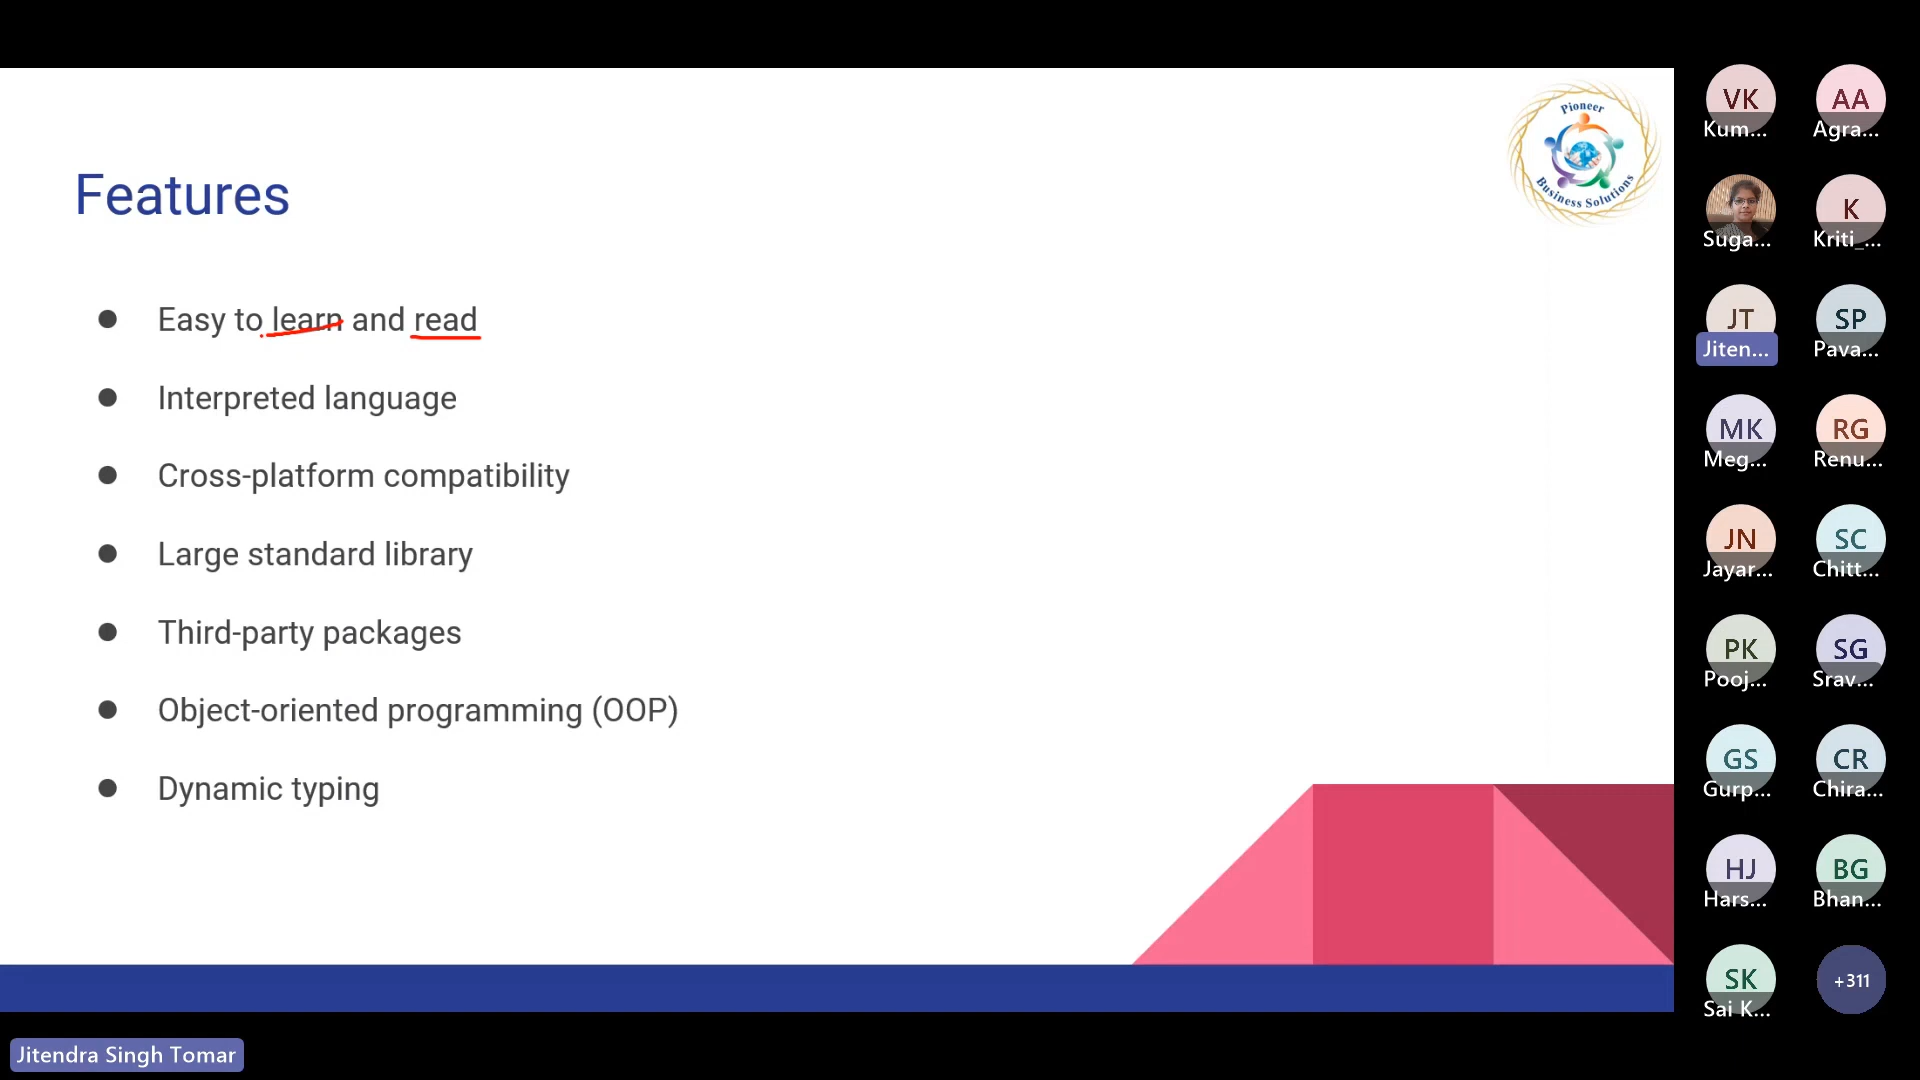 Pioneer
Business Solutions
Features
● Easy to learn and read
● Interpreted language
● Cross-platform compatibility
● Large standard library
● Third-party packages
● Object-oriented programming (OOP)
● Dynamic typing
VK
Kum...
AA
Agra...
Suga...
K
Kriti_...
JT
Jiten...
SP
Pava...
MK
Meg...
RG
Renu...
JN
Jayar...
SC
Chitt...
PK
Pooj...
SG
Srav...
GS
Gurp...
CR
Chira...
HJ
Hars...
BG
Bhan...
SK
Sai K...
+311
Jitendra Singh Tomar